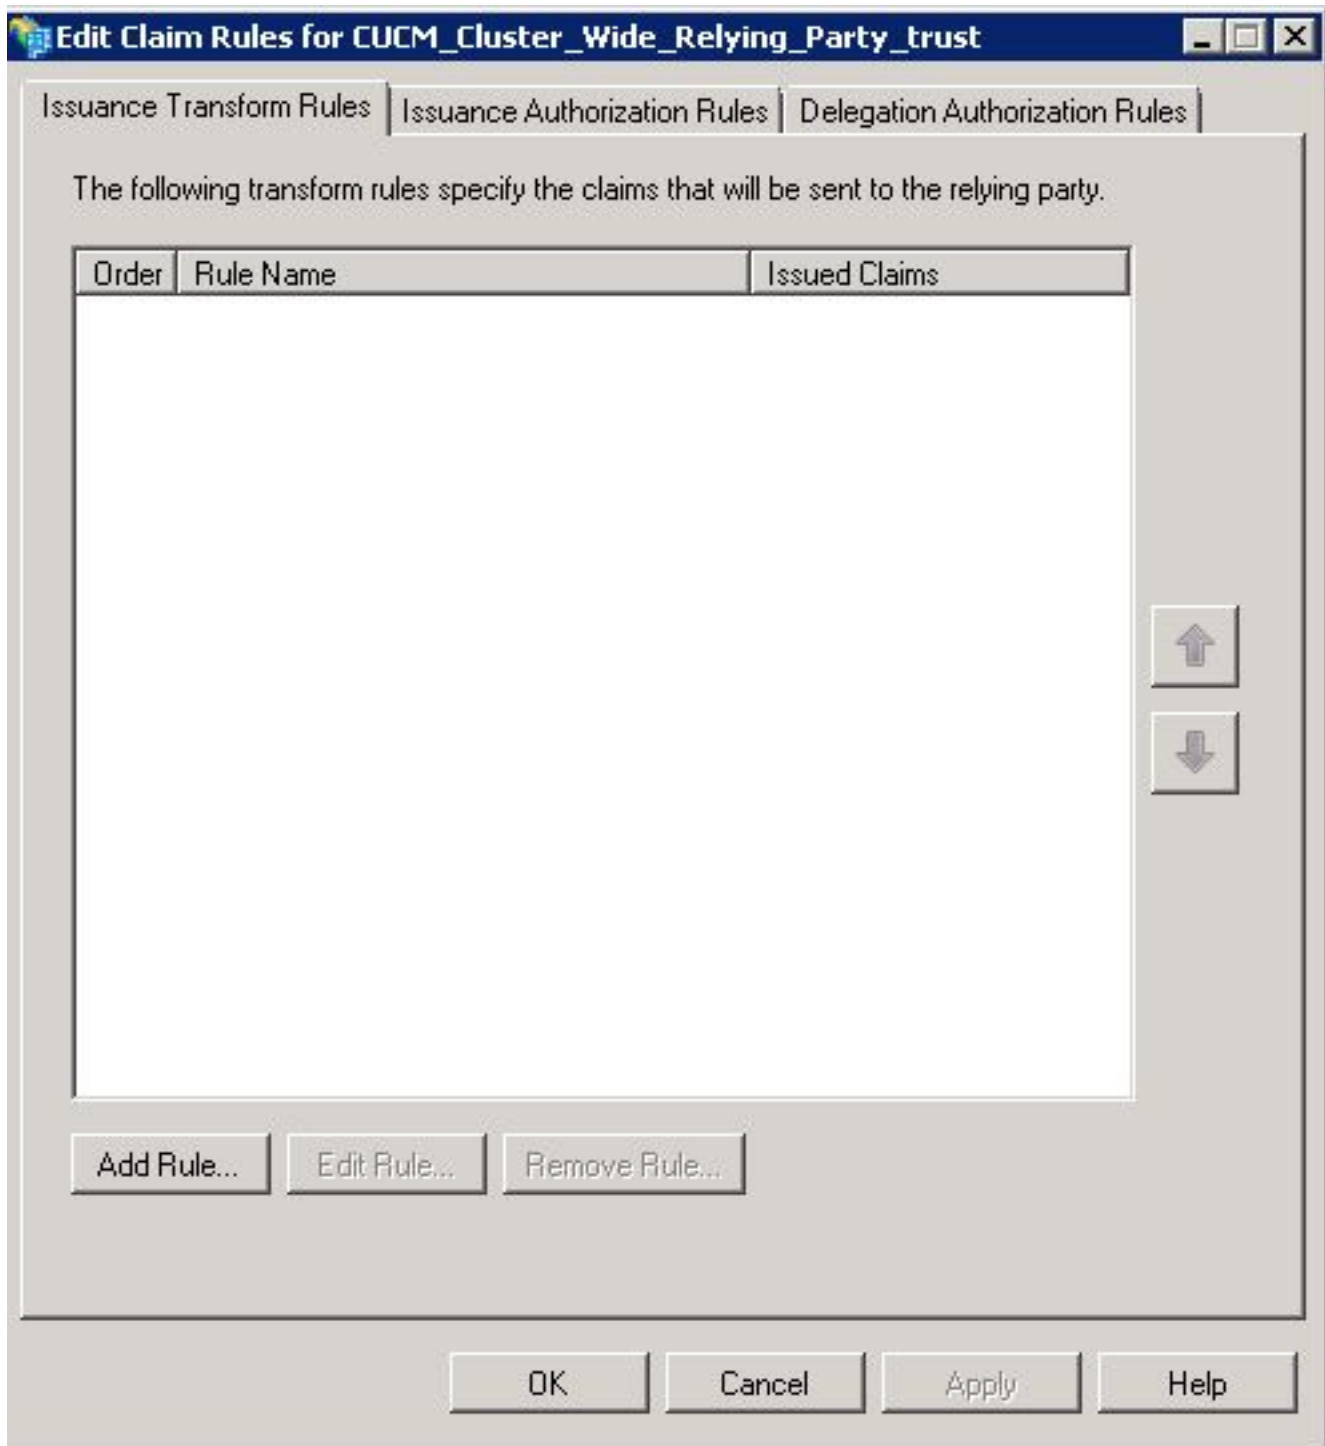 Edit Claim Rules for CUCM_Cluster_Wide_Relying_Party_trust
Issuance Transform Rules Issuance Authorization Rules Delegation Authorization Rules
The following transform rules specify the claims that will be sent to the relying party.
Order Rule Name Issued Claims
Add Rule... Edit Rule... Remove Rule...
OK Cancel Apply Help